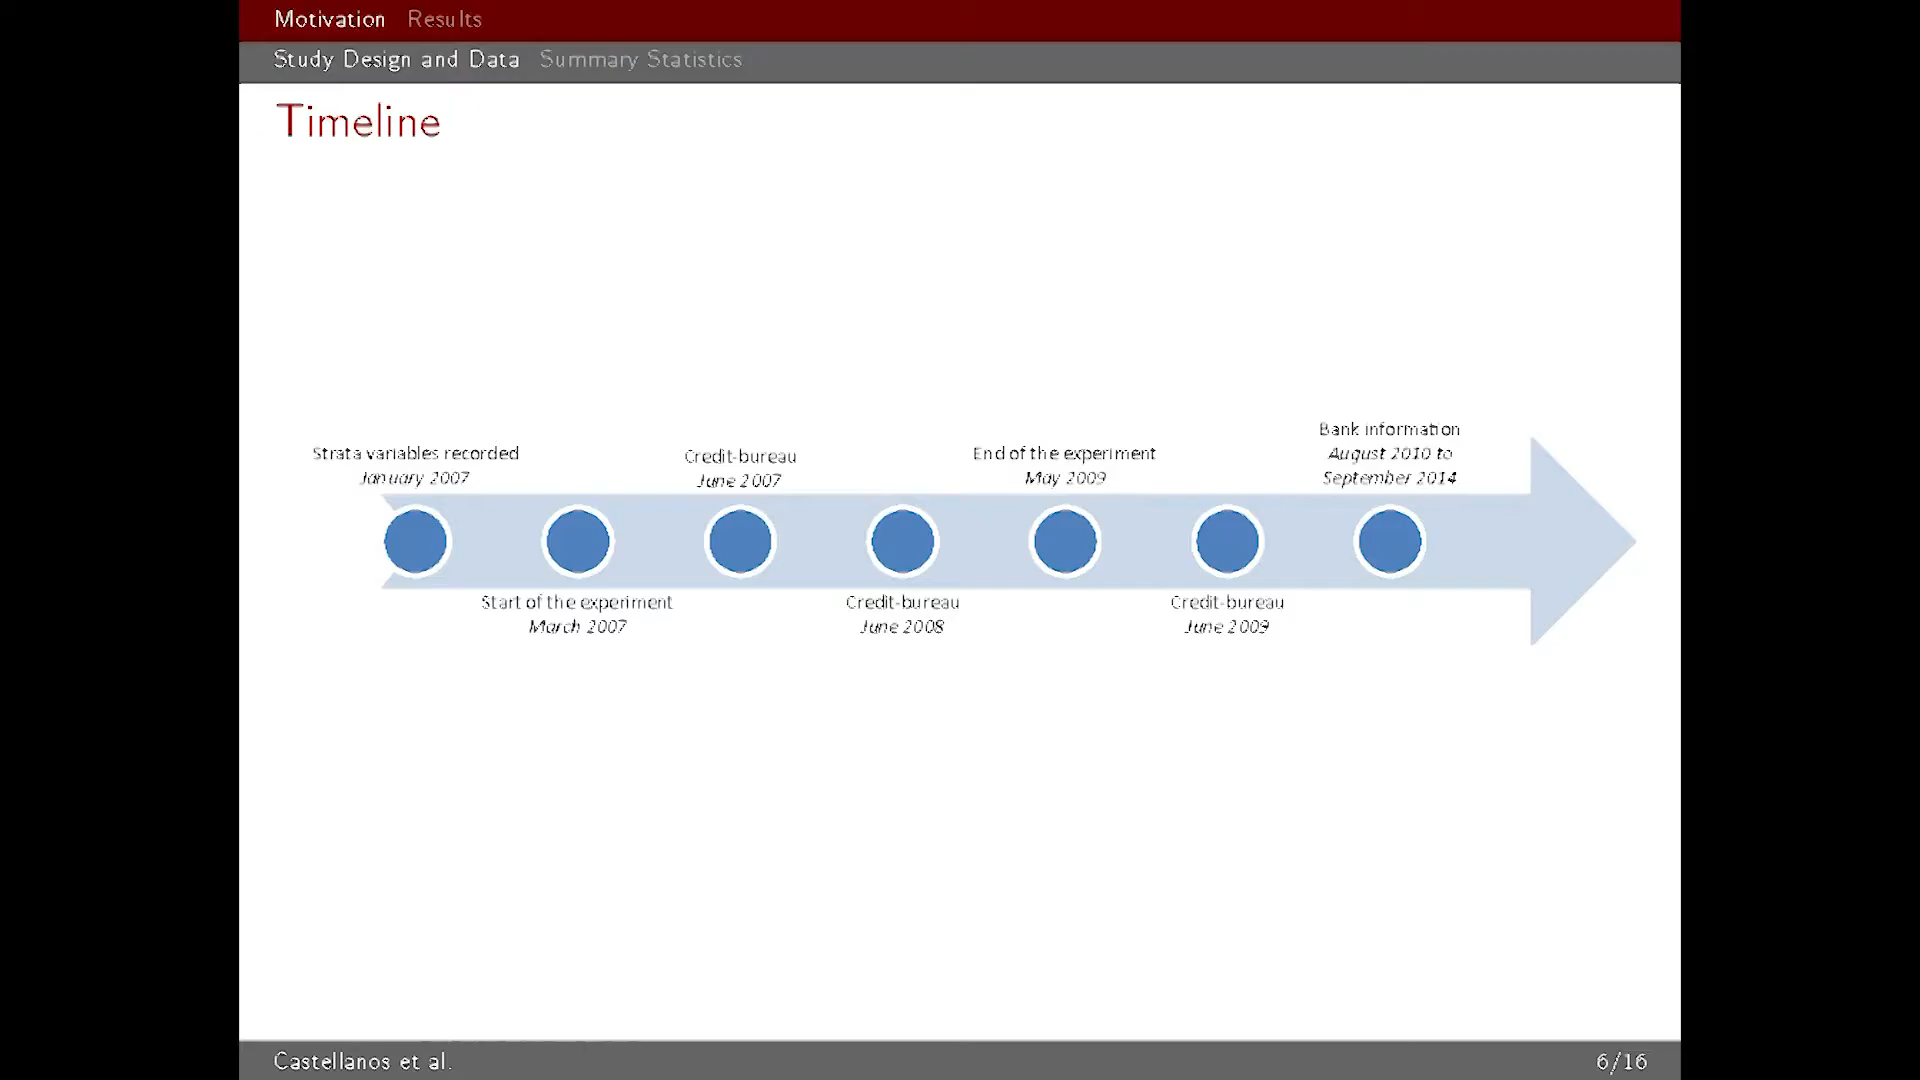 Motivation Results
Study Design and Data Summary Statistics
Timeline
Strata variables recorded
January 2007
Start of the experiment
March 2007
Credit-bureau
June 2007
Credit-bureau
June 2008
End of the experiment
May 2009
Credit-bureau
June 2009
Bank information
August 2010 to
September 2014
Castellanos et al.
6/16